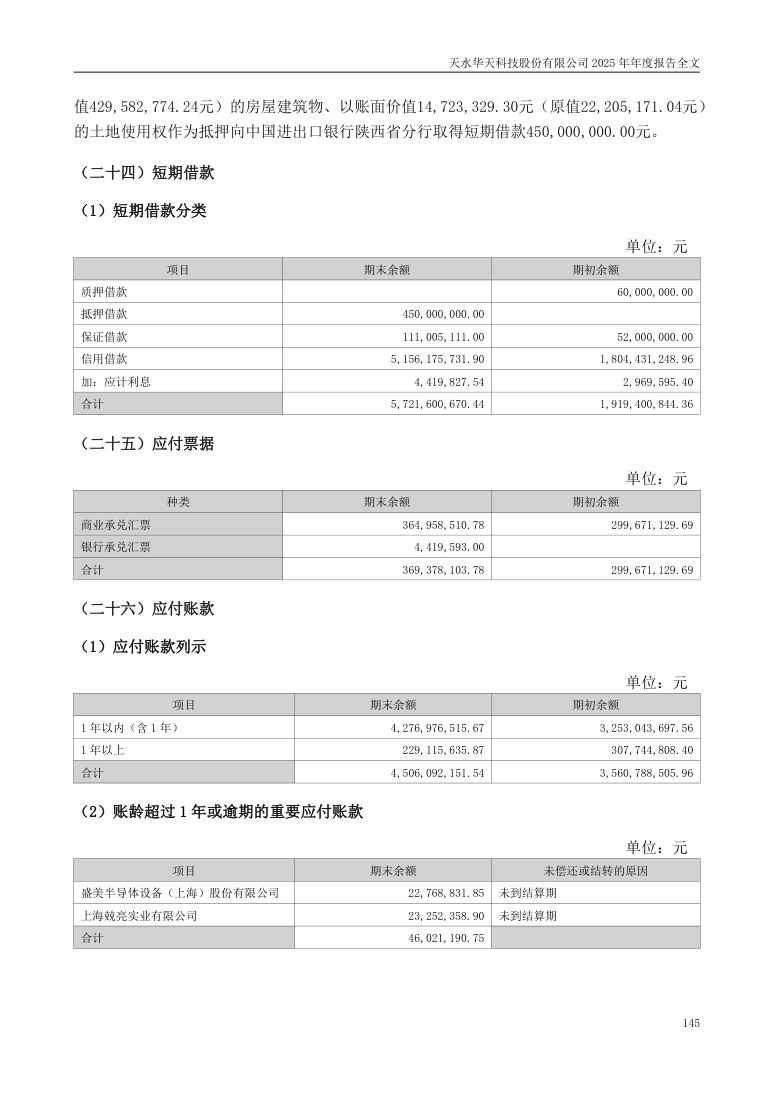 天水华天科技股份有限公司 2025 年年度报告全文
值429,582,774.24元）的房屋建筑物、以账面价值14,723,329.30元（原值22,205,171.04元）
的土地使用权作为抵押向中国进出口银行陕西省分行取得短期借款450,000,000.00元。
（二十四）短期借款
（1）短期借款分类
单位：元
项目 期末余额 期初余额
质押借款 60,000,000.00
抵押借款 450,000,000.00
保证借款 111,005,111.00 52,000,000.00
信用借款 5,156,175,731.90 1,804,431,248.96
加：应计利息 4,419,827.54 2,969,595.40
合计 5,721,600,670.44 1,919,400,844.36
（二十五）应付票据
单位：元
种类 期末余额 期初余额
商业承兑汇票 364,958,510.78 299,671,129.69
银行承兑汇票 4,419,593.00
合计 369,378,103.78 299,671,129.69
（二十六）应付账款
（1）应付账款列示
单位：元
项目 期末余额 期初余额
1 年以内（含 1 年） 4,276,976,515.67 3,253,043,697.56
1 年以上 229,115,635.87 307,744,808.40
合计 4,506,092,151.54 3,560,788,505.96
（2）账龄超过 1 年或逾期的重要应付账款
单位：元
项目 期末余额 未偿还或结转的原因
盛美半导体设备（上海）股份有限公司 22,768,831.85 未到结算期
上海兢亮实业有限公司 23,252,358.90 未到结算期
合计 46,021,190.75
145